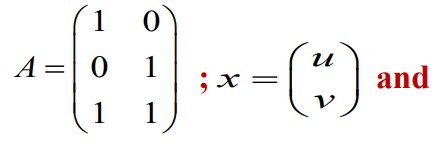 A = (1 0
0 1
1 1) ; x = (u
v) and